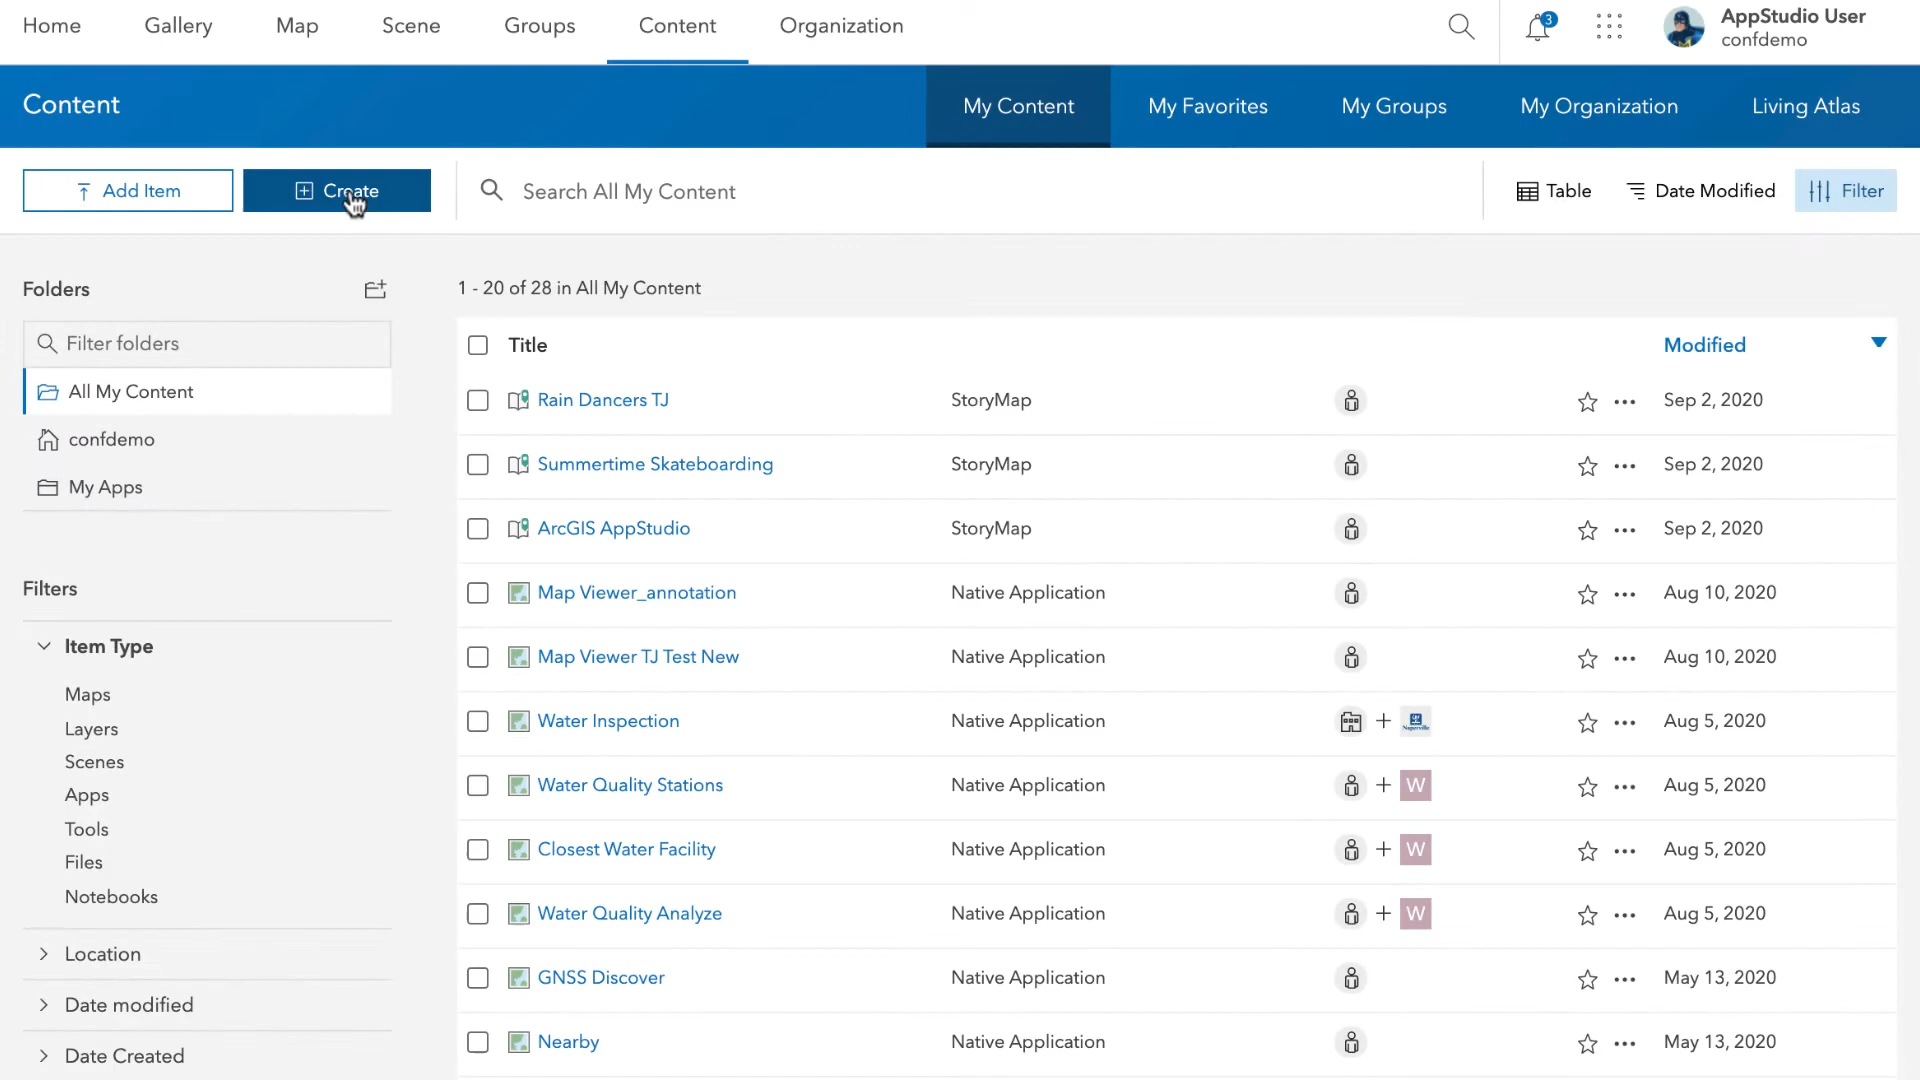 Home Gallery Map Scene Groups Content Organization
3
AppStudio User
confdemo
Content My Content My Favorites My Groups My Organization Living Atlas
Add Item Create Search All My Content Table Date Modified Filter
Folders
Filter folders
All My Content
confdemo
My Apps
Filters
Item Type
Maps
Layers
Scenes
Apps
Tools
Files
Notebooks
Location
Date modified
Date Created
1 - 20 of 28 in All My Content
Title Modified
Rain Dancers TJ StoryMap Sep 2, 2020
Summertime Skateboarding StoryMap Sep 2, 2020
ArcGIS AppStudio StoryMap Sep 2, 2020
Map Viewer_annotation Native Application Aug 10, 2020
Map Viewer TJ Test New Native Application Aug 10, 2020
Water Inspection Native Application + Naperville Aug 5, 2020
Water Quality Stations Native Application + W Aug 5, 2020
Closest Water Facility Native Application + W Aug 5, 2020
Water Quality Analyze Native Application + W Aug 5, 2020
GNSS Discover Native Application May 13, 2020
Nearby Native Application May 13, 2020